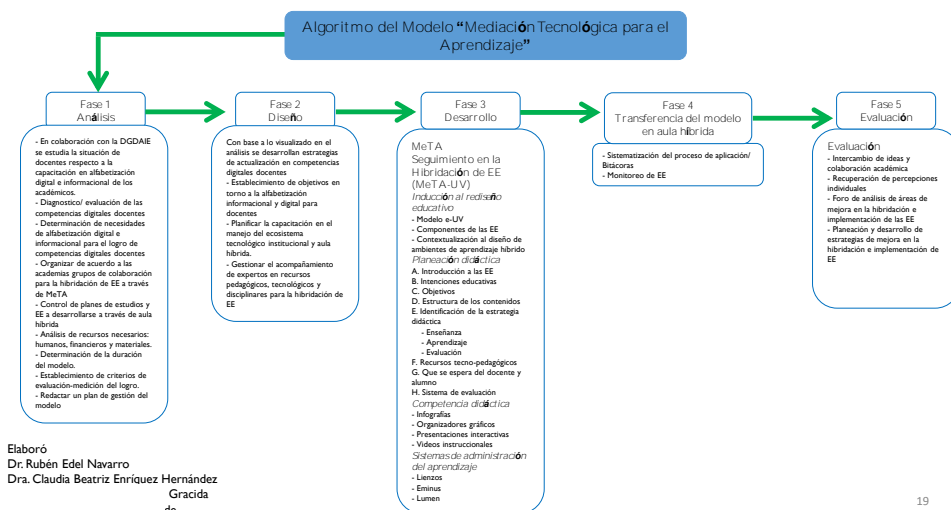 Algoritmo del Modelo “Mediación Tecnológica para el
Aprendizaje”
Fase 1
Análisis
- En colaboración con la DGDAIE
se estudia la situación de
docentes respecto a la
capacitación en alfabetización
digital e informacional de los
académicos.
- Diagnostico/ evaluación de las
competencias digitales docentes
- Determinación de necesidades
de alfabetización digital e
informacional para el logro de
competencias digitales docentes
- Organizar de acuerdo a las
academias grupos de colaboración
para la hibridación de EE a través
de MeTA
- Control de planes de estudios y
EE a desarrollarse a través de aula
híbrida
- Análisis de recursos necesarios:
humanos, financieros y materiales.
- Determinación de la duración
del modelo.
- Establecimiento de criterios de
evaluación-medición del logro.
- Redactar un plan de gestión del
modelo
Fase 2
Diseño
Con base a lo visualizado en el
análisis se desarrollan estrategias
de actualización en competencias
digitales docentes
- Establecimiento de objetivos en
torno a la alfabetización
informacional y digital para
docentes
- Planificar la capacitación en el
manejo del ecosistema
tecnológico institucional y aula
híbrida.
- Gestionar el acompañamiento
de expertos en recursos
pedagógicos, tecnológicos y
disciplinares para la hibridación de
EE
Fase 3
Desarrollo
MeTA
Seguimiento en la
Hibridación de EE
(MeTA-UV)
Inducción al rediseño
educativo
- Modelo e-UV
- Componentes de las EE
- Contextualización al diseño de
ambientes de aprendizaje híbrido
Planeación didáctica
A. Introducción a las EE
B. Intenciones educativas
C. Objetivos
D. Estructura de los contenidos
E. Identificación de la estrategia
didáctica
- Enseñanza
- Aprendizaje
- Evaluación
F. Recursos tecno-pedagógicos
G. Que se espera del docente y
alumno
H. Sistema de evaluación
Competencia didáctica
- Infografías
- Organizadores gráficos
- Presentaciones interactivas
- Videos instruccionales
Sistemas de administración
del aprendizaje
- Lienzos
- Eminus
- Lumen
Fase 4
Transferencia del modelo
en aula híbrida
- Sistematización del proceso de aplicación/
Bitácoras
- Monitoreo de EE
Fase 5
Evaluación
Evaluación
- Intercambio de ideas y
colaboración académica
- Recuperación de percepciones
individuales
- Foro de análisis de áreas de
mejora en la hibridación e
implementación de las EE
- Planeación y desarrollo de
estrategias de mejora en la
hibridación e implementación de
EE
Elaboró
Dr. Rubén Edel Navarro
Dra. Claudia Beatriz Enríquez Hernández
Gracida
de
19